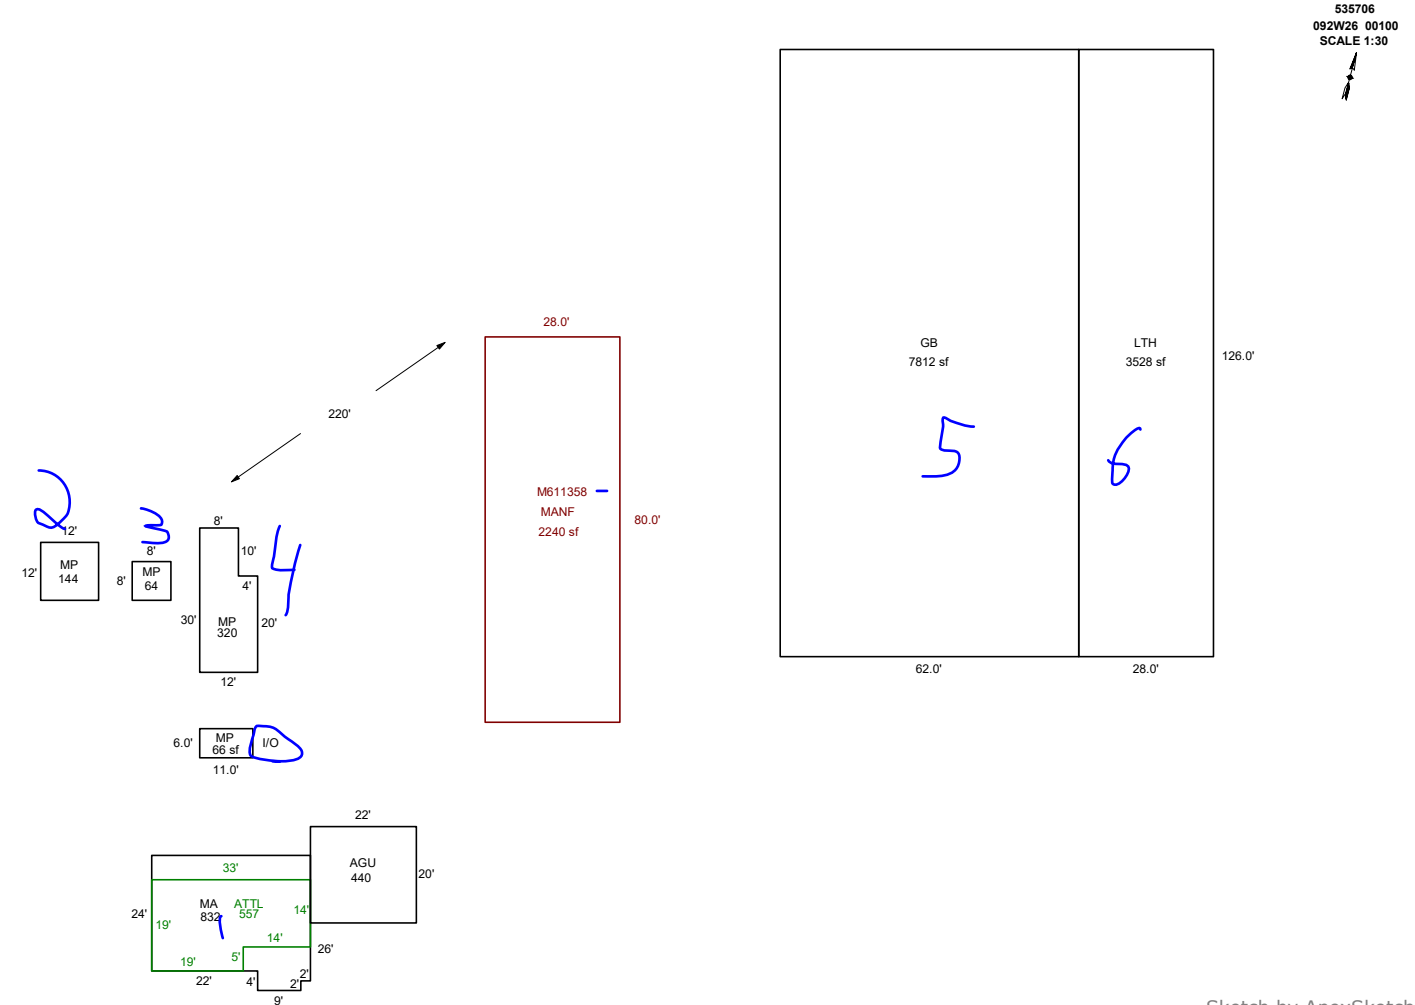 535706
092W26 00100
SCALE 1:30
28.0'
GB
7812 sf
LTH
3528 sf
126.0'
220'
5
6
2
M611358 –
MANF
2240 sf
80.0'
3
4
12'
12'
MP
144
8'
8'
MP
64
8'
10'
4'
30'
MP
320
20'
12'
62.0'
28.0'
6.0'
MP
66 sf
I/O
11.0'
22'
AGU
440
20'
33'
24'
MA
832
ATTL
557
14'
19'
1
14'
26'
5'
19'
22'
4'
2'
2'
9'
Sketch by ApexSketch